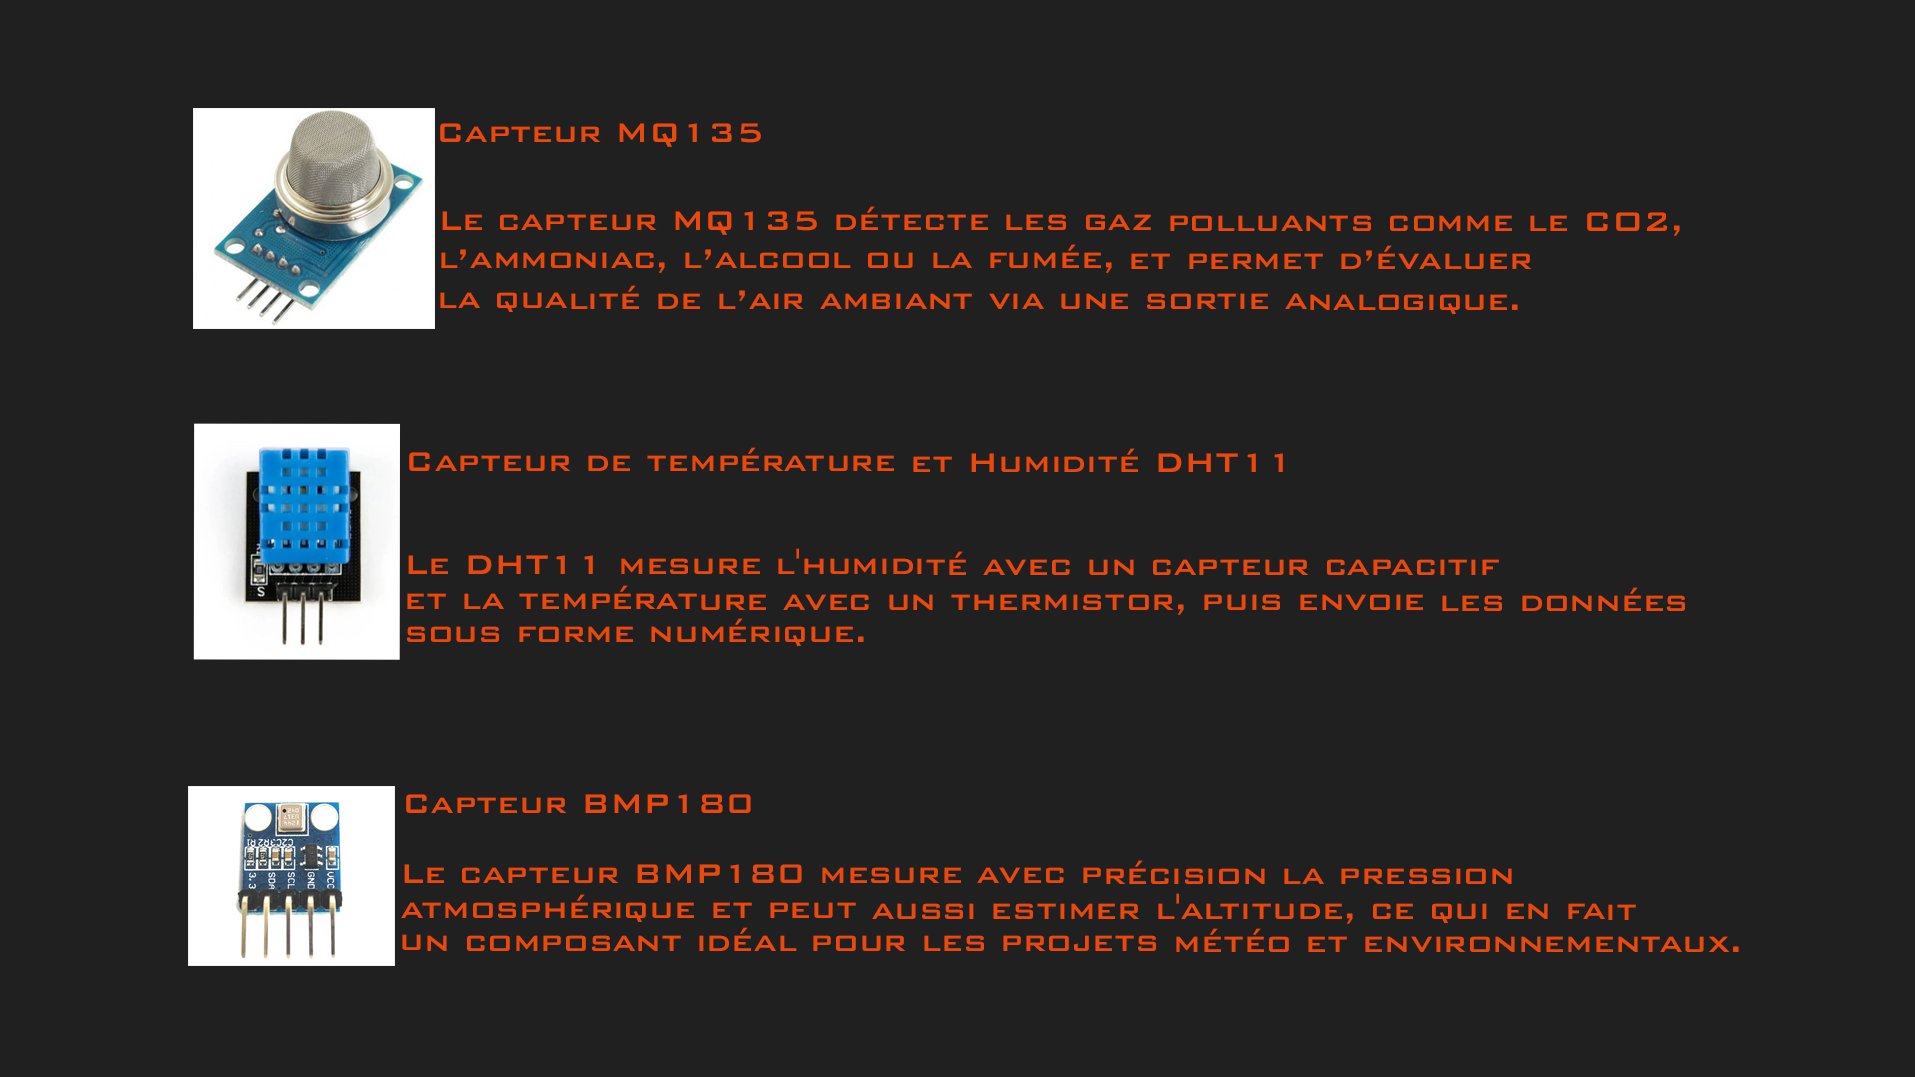 Capteur MQ135
Le capteur MQ135 détecte les gaz polluants comme le CO2,
l’ammoniac, l’alcool ou la fumée, et permet d’évaluer
la qualité de l’air ambiant via une sortie analogique.
Capteur de température et Humidité DHT11
Le DHT11 mesure l'humidité avec un capteur capacitif
et la température avec un thermistor, puis envoie les données
sous forme numérique.
S
Capteur BMP180
Le capteur BMP180 mesure avec précision la pression
atmosphérique et peut aussi estimer l'altitude, ce qui en fait
un composant idéal pour les projets météo et environnementaux.
R1 R2 C3 C2
3.3 SDA SCL GND VCC